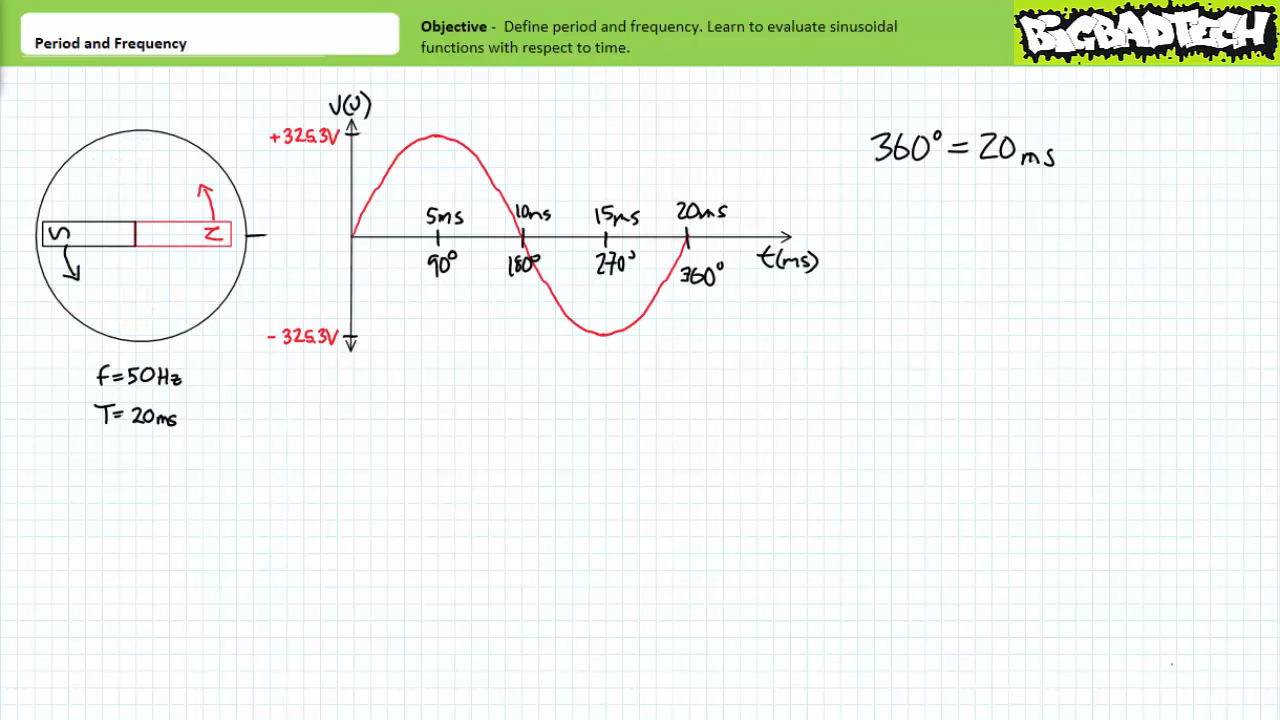 Period and Frequency
Objective - Define period and frequency. Learn to evaluate sinusoidal
functions with respect to time.
BIGBADTECH
V(v)
+325.3V
360° = 20ms
S
N
5ms
10ms
15ms
20ms
90°
180°
270°
360°
t(ms)
-325.3V
f=50Hz
T= 20ms